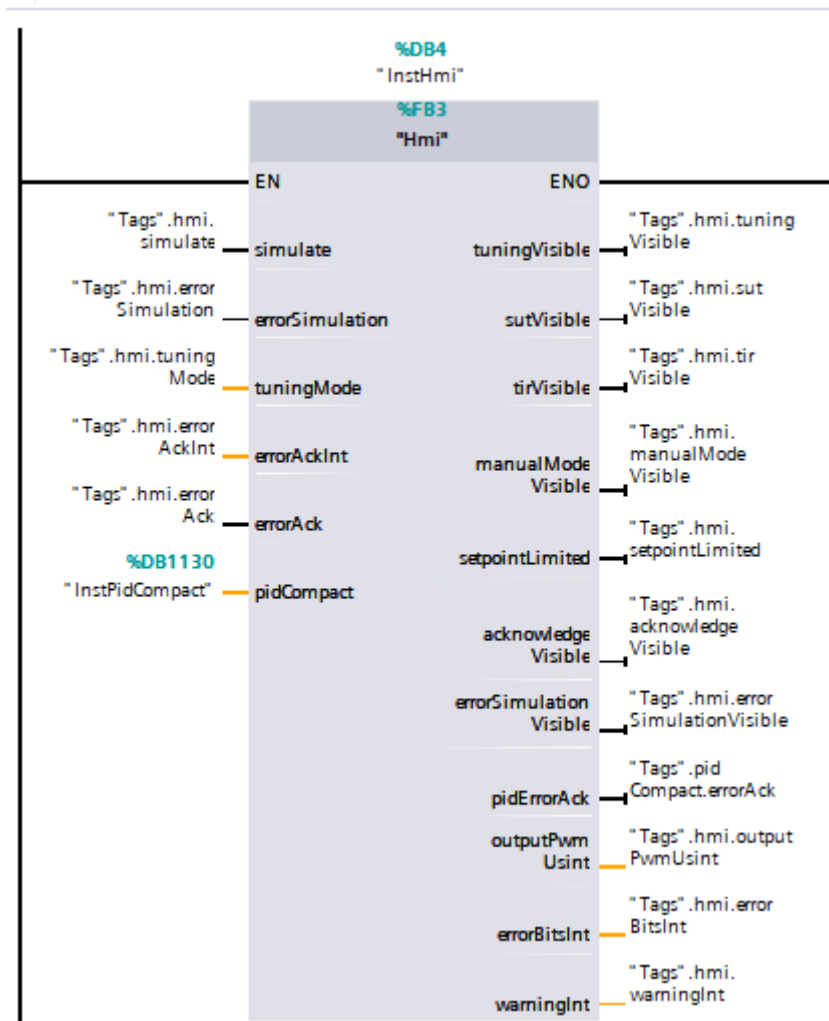 %DB4
"InstHmi"
%FB3
"Hmi"
EN
ENO
"Tags".hmi.
simulate
simulate
tuningVisible
"Tags".hmi.tuning
Visible
"Tags".hmi.error
Simulation
errorSimulation
sutVisible
"Tags".hmi.sut
Visible
"Tags".hmi.tuning
Mode
tuningMode
tirVisible
"Tags".hmi.tir
Visible
"Tags".hmi.error
AckInt
errorAckInt
manualMode
Visible
"Tags".hmi.
manualMode
Visible
"Tags".hmi.error
Ack
errorAck
setpointLimited
"Tags".hmi.
setpointLimited
%DB1130
"InstPidCompact"
pidCompact
acknowledge
Visible
"Tags".hmi.
acknowledge
Visible
errorSimulation
Visible
"Tags".hmi.error
SimulationVisible
pidErrorAck
"Tags".pid
Compact.errorAck
outputPwm
Usint
"Tags".hmi.output
PwmUsint
errorBitsInt
"Tags".hmi.error
BitsInt
warningInt
"Tags".hmi.
warningInt